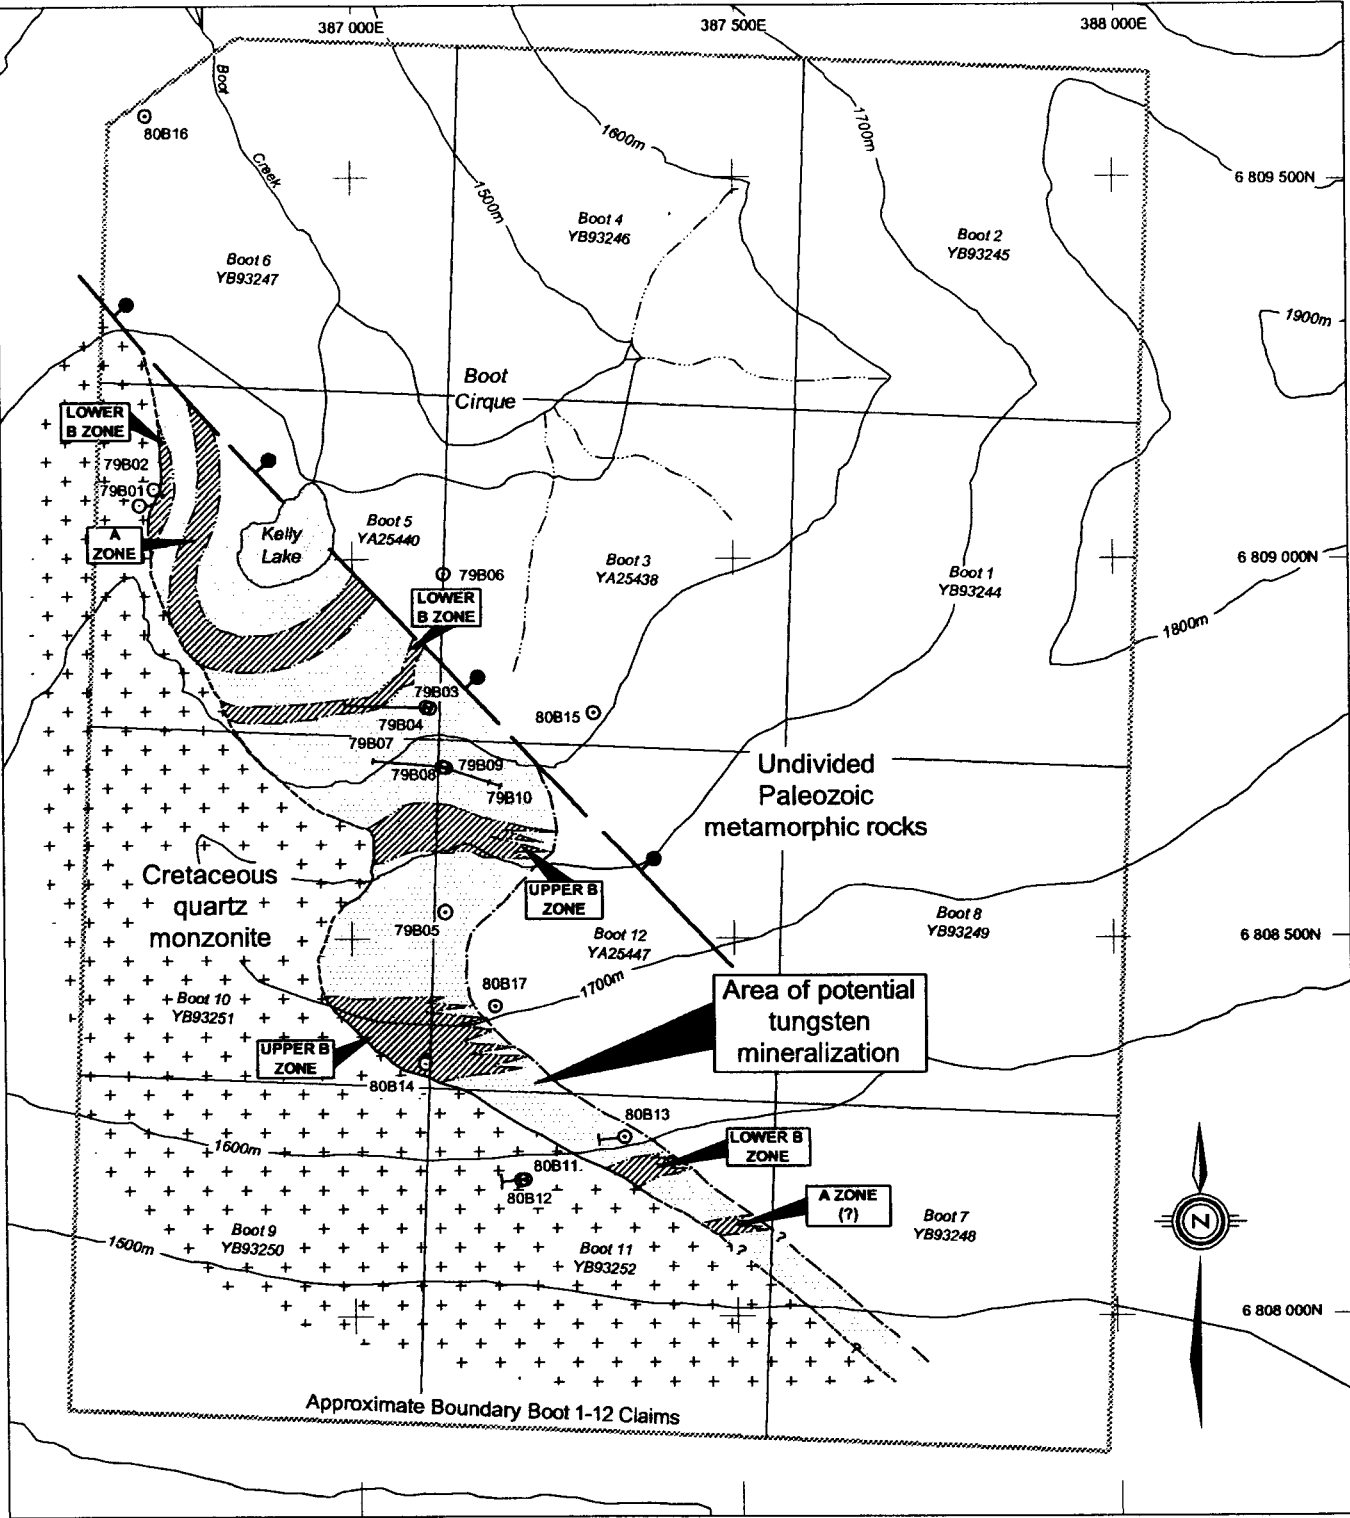 387 000E
387 500E
388 000E
Boot
Creek
80B16
1600m
1700m
6 809 500N
1500m
Boot 4
YB93246
Boot 2
YB93245
Boot 6
YB93247
1900m
Boot
Cirque
LOWER
B ZONE
79B02
79B01
A
ZONE
Kelly
Lake
Boot 5
YA25440
79B06
Boot 3
YA25438
Boot 1
YB93244
6 809 000N
LOWER
B ZONE
1800m
79B03
79B04
80B15
79B07
79B08
79B09
79B10
Undivided
Paleozoic
metamorphic rocks
Cretaceous
quartz
monzonite
UPPER B
ZONE
79B05
Boot 12
YA25447
Boot 8
YB93249
6 808 500N
80B17
1700m
Boot 10
YB93251
Area of potential
tungsten
mineralization
UPPER B
ZONE
80B14
80B13
1600m
LOWER B
ZONE
80B11
80B12
A ZONE
(?)
Boot 7
YB93248
N
Boot 9
YB93250
1500m
Boot 11
YB93252
?
?
?
6 808 000N
Approximate Boundary Boot 1-12 Claims